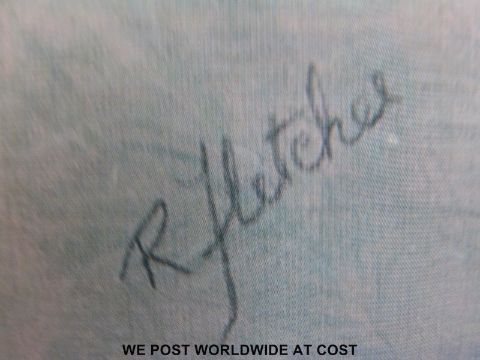 R Fletcher
WE POST WORLDWIDE AT COST